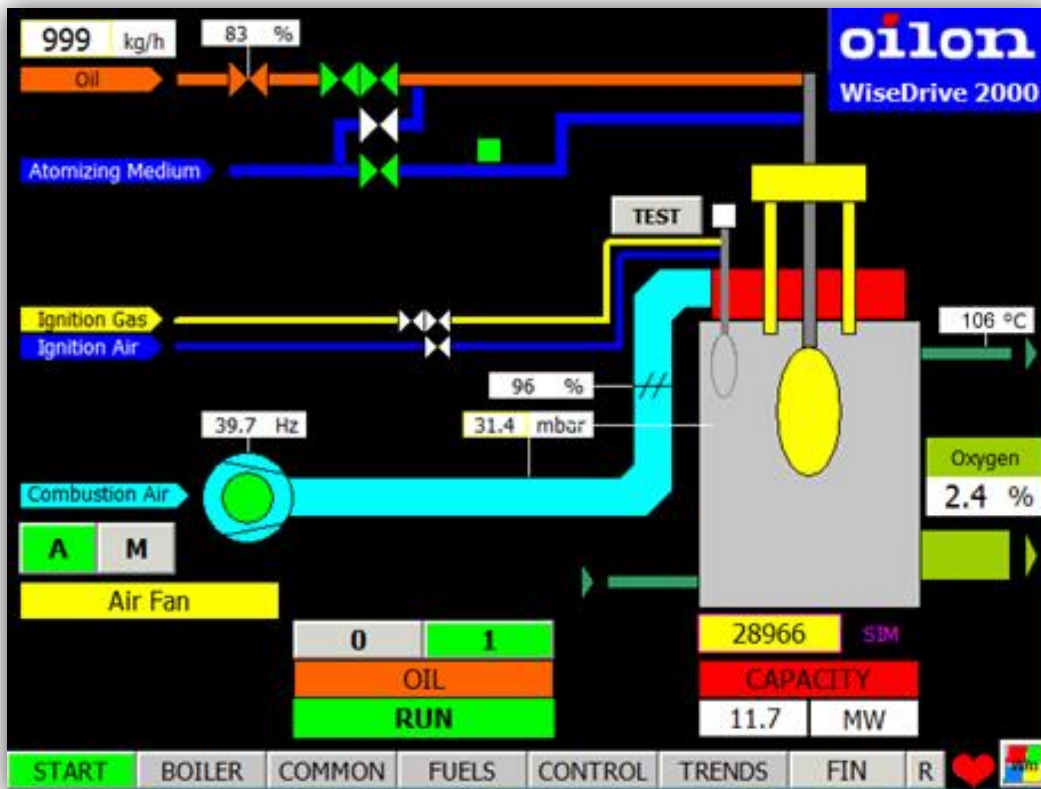 999 kg/h
83 %
oilon
WiseDrive 2000
Oil
Atomizing Medium
TEST
Ignition Gas
Ignition Air
106 °C
96 %
31.4 mbar
39.7 Hz
Oxygen
2.4 %
Combustion Air
A M
Air Fan
0 1
OIL
RUN
28966 SIM
CAPACITY
11.7 MW
START BOILER COMMON FUELS CONTROL TRENDS FIN R